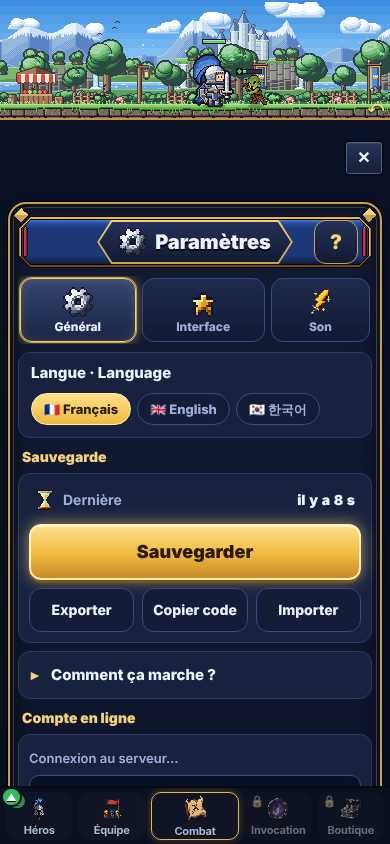 ×
Paramètres
?
Général
Interface
Son
Langue · Language
🇫🇷 Français
🇬🇧 English
🇰🇷 한국어
Sauvegarde
Dernière
il y a 8 s
Sauvegarder
Exporter
Copier code
Importer
► Comment ça marche ?
Compte en ligne
Connexion au serveur...
Héros
Équipe
Combat
Invocation
Boutique